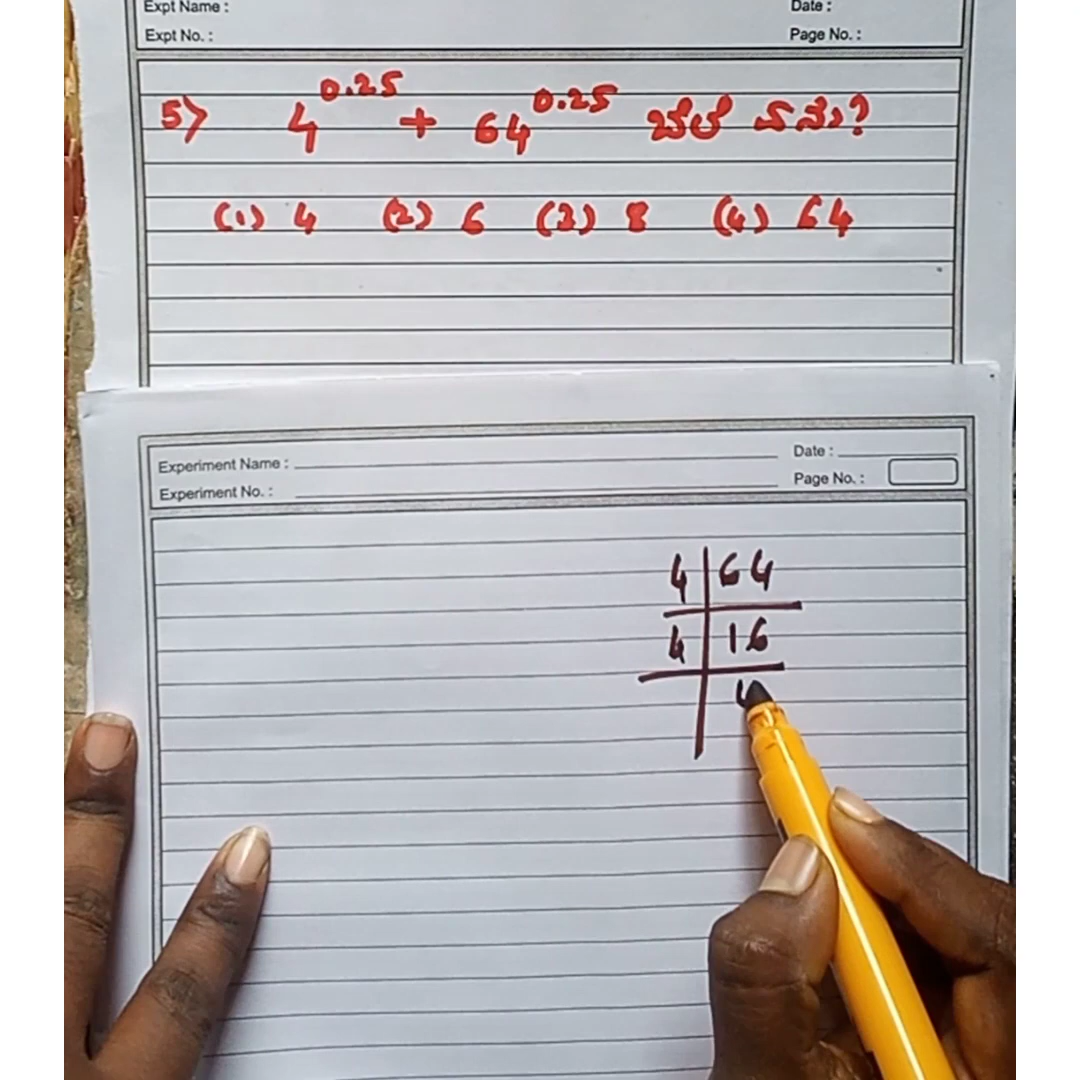 Expt Name : Date :
Expt No. : Page No. :
5> 4^0.25 + 64^0.25 ಬೆಲೆ ಏನು?
(1) 4 (2) 6 (3) 8 (4) 64
Experiment Name : Date :
Experiment No. : Page No. :
4 64
4 16
4